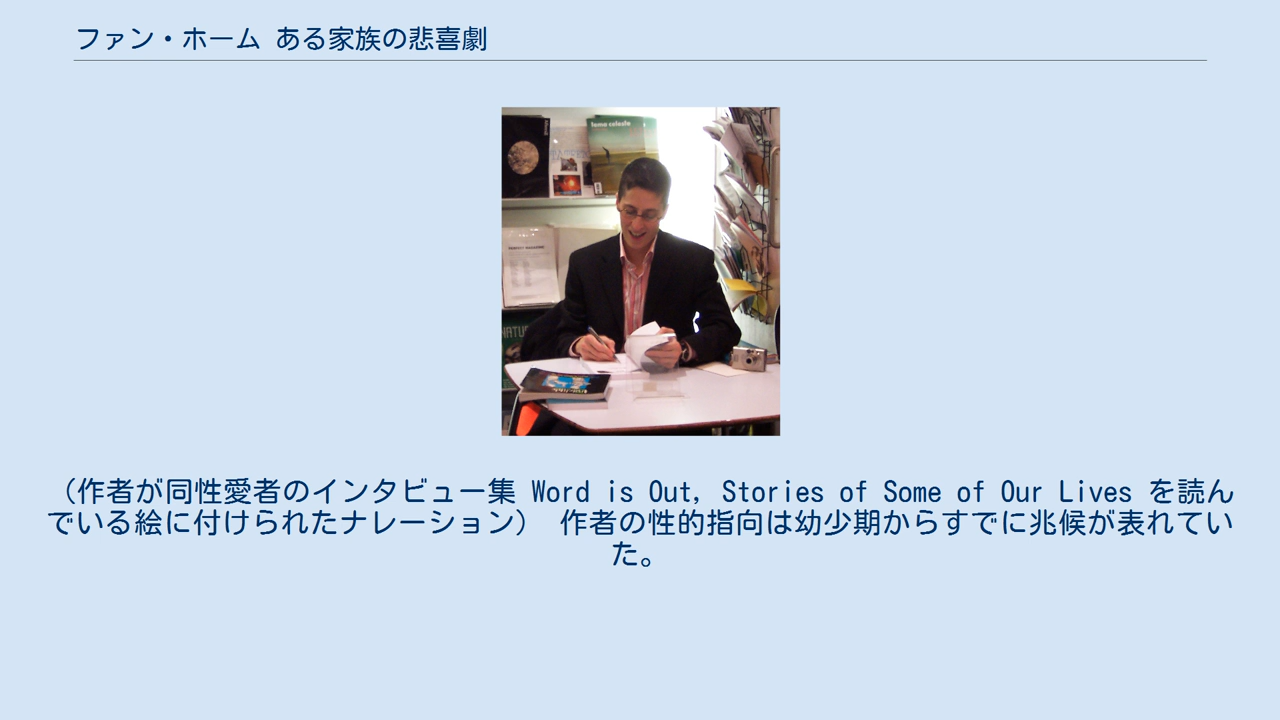 ファン・ホーム ある家族の悲喜劇
（作者が同性愛者のインタビュー集 Word is Out, Stories of Some of Our Lives を読ん
でいる絵に付けられたナレーション） 作者の性的指向は幼少期からすでに兆候が表れてい
た。